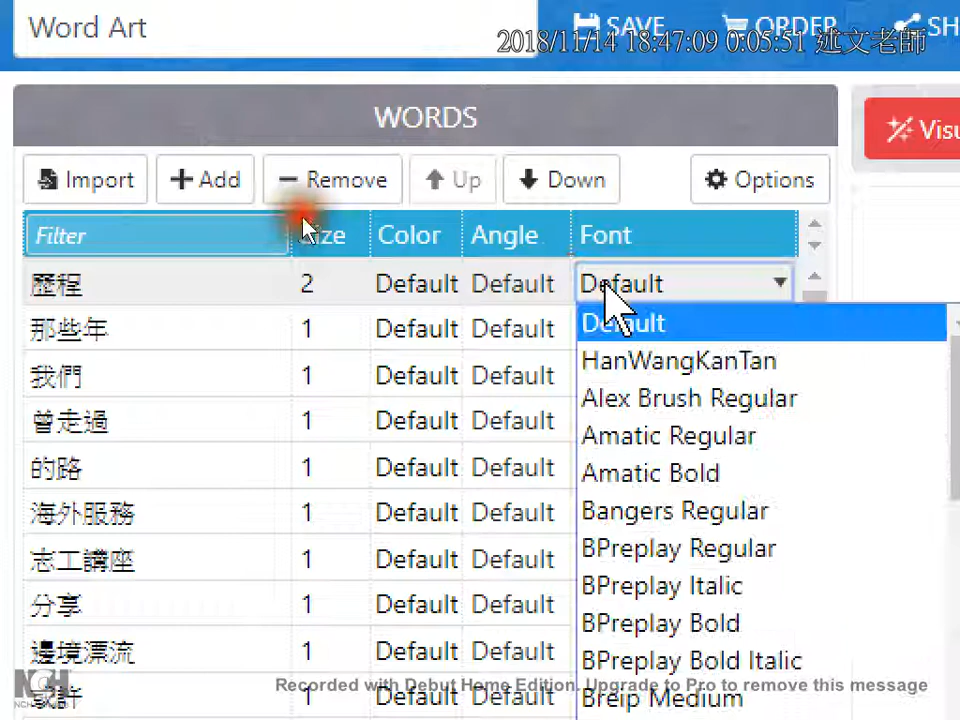 Word Art
SAVE ORDER SH
2018/11/14 18:47:09 0:05:51 述文老師
WORDS
Visu
Import Add Remove Up Down Options
Filter Size Color Angle Font
歷程 2 Default Default Default
Default
那些年 1 Default Default
HanWangKanTan
我們 1 Default Default
Alex Brush Regular
曾走過 1 Default Default
Amatic Regular
的路 1 Default Default
Amatic Bold
海外服務 1 Default Default
Bangers Regular
志工講座 1 Default Default
BPreplay Regular
BPreplay Italic
分享 1 Default Default
BPreplay Bold
邊境漂流 1 Default Default
BPreplay Bold Italic
NCH
Recorded with Debut Home Edition. Upgrade to Pro to remove this message
1 Default Default
Breip Medium